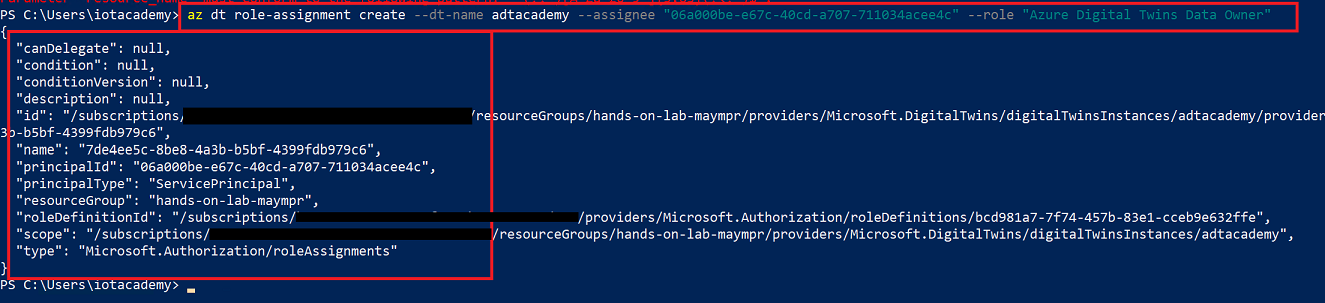 PS C:\Users\iotacademy> az dt role-assignment create --dt-name adtacademy --assignee "06a000be-e67c-40cd-a707-711034acee4c" --role "Azure Digital Twins Data Owner"
{
"canDelegate": null,
"condition": null,
"conditionVersion": null,
"description": null,
"id": "/subscriptions/ /resourceGroups/hands-on-lab-maympr/providers/Microsoft.DigitalTwins/digitalTwinsInstances/adtacademy/provider
3b-b5bf-4399fdb979c6",
"name": "7de4ee5c-8be8-4a3b-b5bf-4399fdb979c6",
"principalId": "06a000be-e67c-40cd-a707-711034acee4c",
"principalType": "ServicePrincipal",
"resourceGroup": "hands-on-lab-maympr",
"roleDefinitionId": "/subscriptions/ /providers/Microsoft.Authorization/roleDefinitions/bcd981a7-7f74-457b-83e1-cceb9e632ffe",
"scope": "/subscriptions/ /resourceGroups/hands-on-lab-maympr/providers/Microsoft.DigitalTwins/digitalTwinsInstances/adtacademy",
"type": "Microsoft.Authorization/roleAssignments"
}
PS C:\Users\iotacademy>